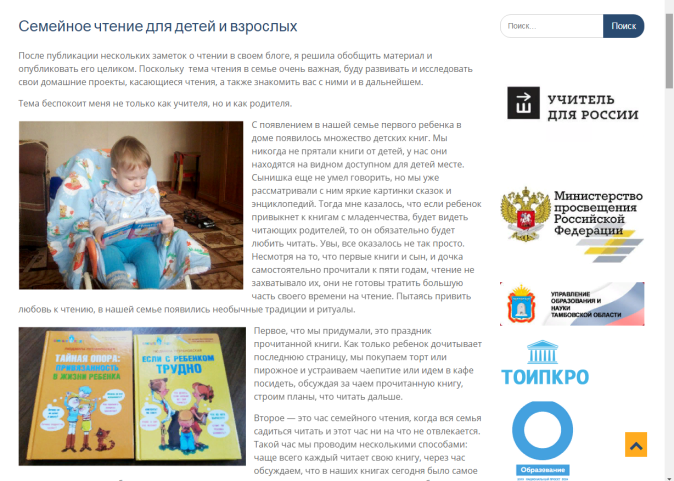 Семейное чтение для детей и взрослых
После публикации нескольких заметок о чтении в своем блоге, я решила обобщить материал и
опубликовать его целиком. Поскольку тема чтения в семье очень важная, буду развивать и исследовать
свои домашние проекты, касающиеся чтения, а также знакомить вас с ними и в дальнейшем.
Тема беспокоит меня не только как учителя, но и как родителя.
С появлением в нашей семье первого ребенка в
доме появилось множество детских книг. Мы
никогда не прятали книги от детей, у нас они
находятся на видном доступном для детей месте.
Сынишка еще не умел говорить, но мы уже
рассматривали с ним яркие картинки сказок и
энциклопедий. Тогда мне казалось, что если ребенок
привыкнет к книгам с младенчества, будет видеть
читающих родителей, то он обязательно будет
любить читать. Увы, все оказалось не так просто.
Несмотря на то, что первые книги и сын, и дочка
самостоятельно прочитали к пяти годам, чтение не
захватывало их, они не готовы тратить большую
часть своего времени на чтение. Пытаясь привить
любовь к чтению, в нашей семье появились необычные традиции и ритуалы.
ТАЙНАЯ ОПОРА:
ПРИВЯЗАННОСТЬ
В ЖИЗНИ РЕБЕНКА
ЕСЛИ С РЕБЕНКОМ
ТРУДНО
Первое, что мы придумали, это праздник
прочитанной книги. Как только ребенок дочитывает
последнюю страницу, мы покупаем торт или
пирожное и устраиваем чаепитие или идем в кафе
посидеть, обсуждая за чаем прочитанную книгу,
строим планы, что читать дальше.
Второе — это час семейного чтения, когда вся семья
садиться читать и этот час ни на что не отвлекается.
Такой час мы проводим несколькими способами:
чаще всего каждый читает свою книгу, через час
обсуждаем, что в наших книгах сегодня было самое
Поиск...
Поиск
УЧИТЕЛЬ
ДЛЯ РОССИИ
Министерство
просвещения
Российской
Федерации
УПРАВЛЕНИЕ
ОБРАЗОВАНИЯ И
НАУКИ
ТАМБОВСКОЙ ОБЛАСТИ
ТОИПКРО
Образование